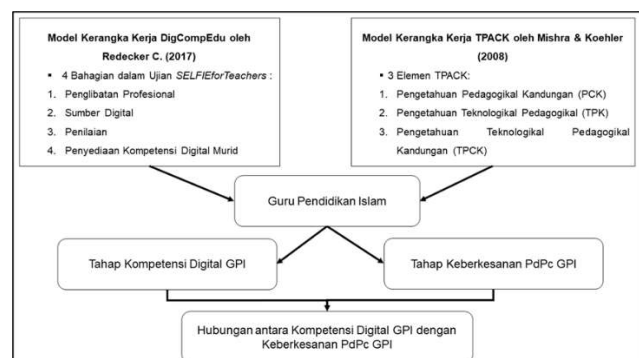 Model Kerangka Kerja DigCompEdu oleh
Redecker C. (2017)
▪ 4 Bahagian dalam Ujian SELFIEforTeachers :
1. Penglibatan Profesional
2. Sumber Digital
3. Penilaian
4. Penyediaan Kompetensi Digital Murid
Model Kerangka Kerja TPACK oleh Mishra & Koehler
(2008)
▪ 3 Elemen TPACK:
1. Pengetahuan Pedagogikal Kandungan (PCK)
2. Pengetahuan Teknologikal Pedagogikal (TPK)
3. Pengetahuan Teknologikal Pedagogikal
Kandungan (TPCK)
Guru Pendidikan Islam
Tahap Kompetensi Digital GPI
Tahap Keberkesanan PdPc GPI
Hubungan antara Kompetensi Digital GPI dengan
Keberkesanan PdPc GPI